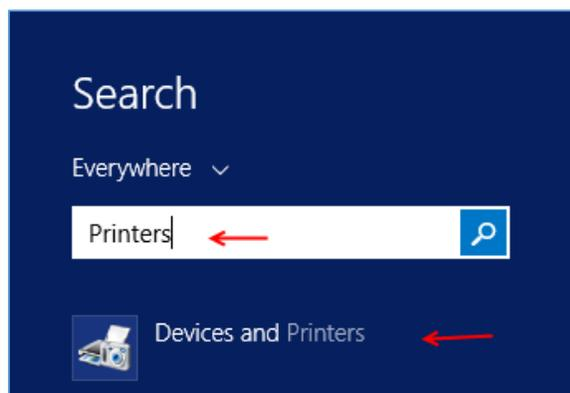 Search
Everywhere
Printers
Devices and Printers